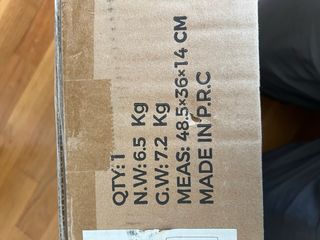 QTY: 1
N.W: 6.5 Kg
G.W: 7.2 Kg
MEAS: 48.5×36×14 CM
MADE IN P.R.C